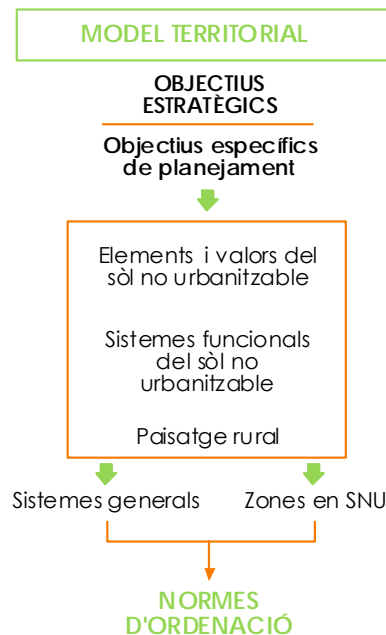 MODEL TERRITORIAL
OBJECTIUS
ESTRATÈGICS
Objectius específics
de planejament
Elements i valors del
sòl no urbanitzable
Sistemes funcionals
del sòl no
urbanitzable
Paisatge rural
Sistemes generals
Zones en SNU
NORMES
D'ORDENACIÓ